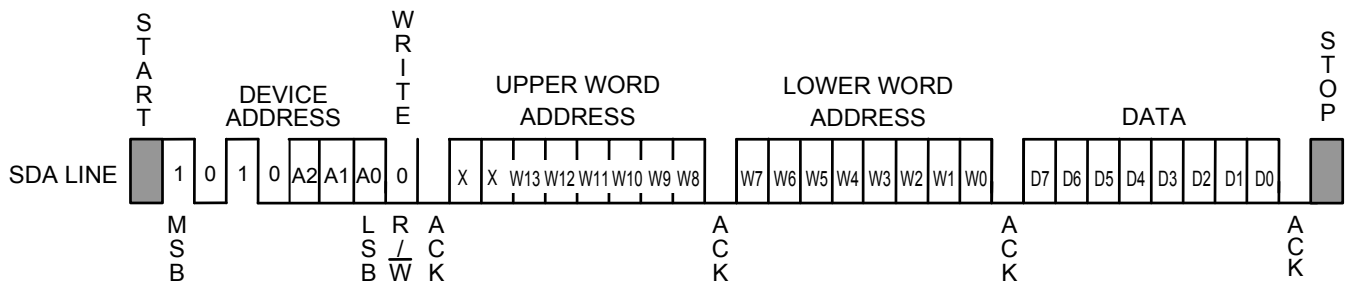 START
DEVICE
ADDRESS
WRITE
UPPER WORD
ADDRESS
LOWER WORD
ADDRESS
DATA
STOP
SDA LINE
1 0 1 0 A2 A1 A0 0 X X W13 W12 W11 W10 W9 W8 W7 W6 W5 W4 W3 W2 W1 W0 D7 D6 D5 D4 D3 D2 D1 D0
MSB
LSB
R/W
ACK
ACK
ACK
ACK